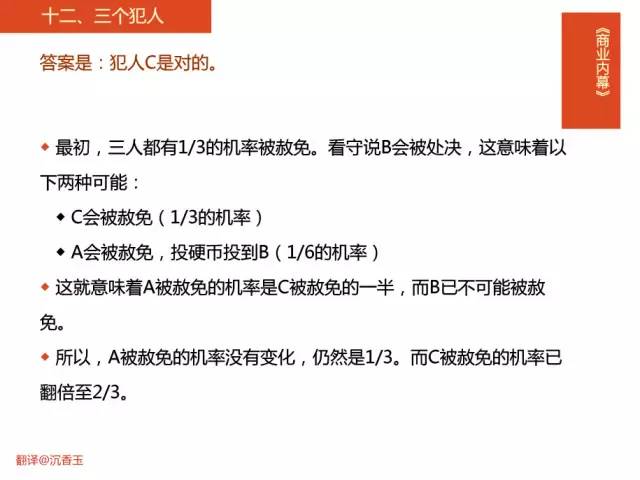 十二、三个犯人
《商业内幕》
答案是：犯人C是对的。
◆ 最初，三人都有1/3的机率被赦免。看守说B会被处决，这意味着以
下两种可能：
◆ C会被赦免（1/3的机率）
◆ A会被赦免，投硬币投到B（1/6的机率）
◆ 这就意味着A被赦免的机率是C被赦免的一半，而B已不可能被赦
免。
◆ 所以，A被赦免的机率没有变化，仍然是1/3。而C被赦免的机率已
翻倍至2/3。
翻译@沉香玉